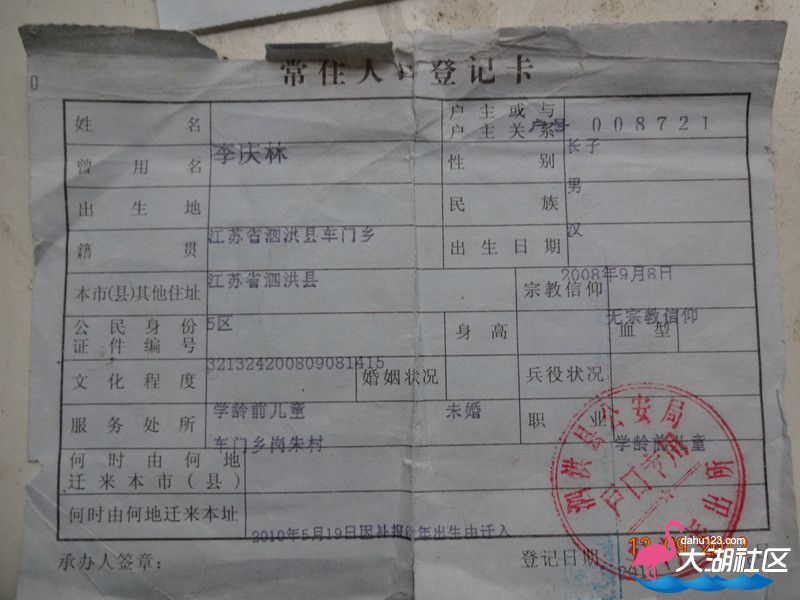 常住人口登记卡
0
姓名
户主或与户主关系
户号 008721
李庆林
长子
曾用名
性别
男
出生地
民族
汉
江苏省泗洪县车门乡
籍贯
出生日期
江苏省泗洪县
2008年9月8日
本市(县)其他住址
宗教信仰
5区
无宗教信仰
公民身份证件编号
身高
血型
321324200809081415
文化程度
婚姻状况
兵役状况
学龄前儿童
未婚
服务处所
职业
车门乡岗朱村
学龄前儿童
何时由何地迁来本市(县)
何时由何地迁来本址
2010年5月19日因补报往年出生由迁入
承办人签章:
登记日期:
泗洪县公安局
户口专用
出所
dahu123.com
大湖社区